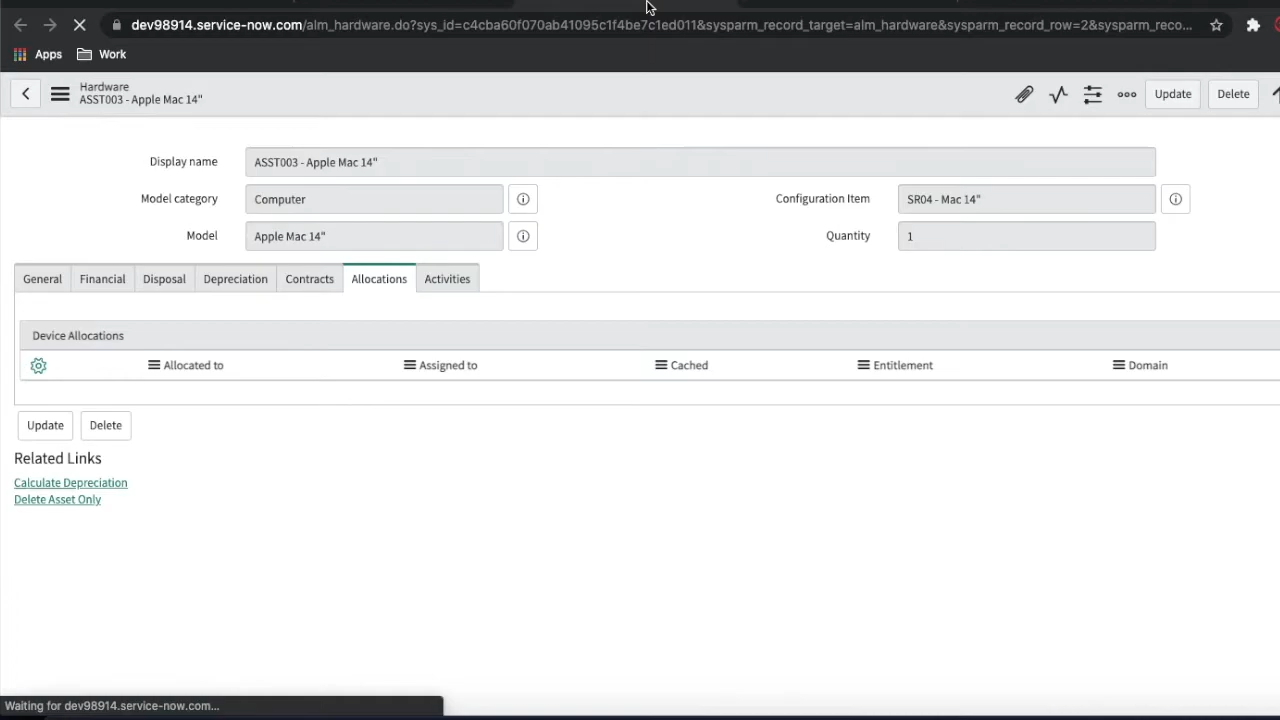 dev98914.service-now.com/alm_hardware.do?sys_id=c4cba60f070ab41095c1f4be7c1ed011&sysparm_record_target=alm_hardware&sysparm_record_row=2&sysparm_reco...
Apps Work
Hardware
ASST003 - Apple Mac 14"
Update Delete
Display name ASST003 - Apple Mac 14"
Model category Computer Configuration Item SR04 - Mac 14"
Model Apple Mac 14" Quantity 1
General Financial Disposal Depreciation Contracts Allocations Activities
Device Allocations
Allocated to Assigned to Cached Entitlement Domain
Update Delete
Related Links
Calculate Depreciation
Delete Asset Only
Waiting for dev98914.service-now.com...